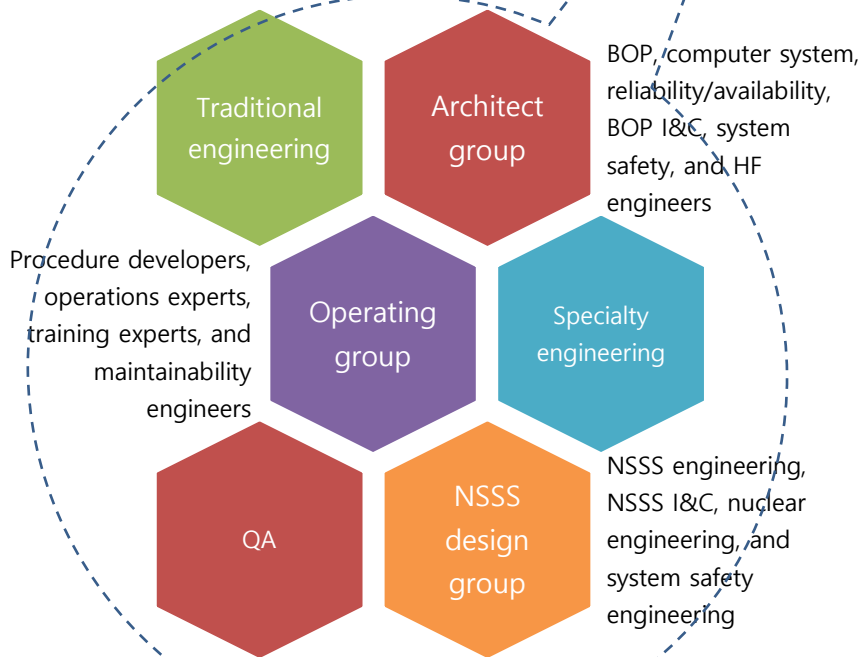 Traditional
engineering
Architect
group
BOP, computer system,
reliability/availability,
BOP I&C, system
safety, and HF
engineers
Procedure developers,
operations experts,
training experts, and
maintainability
engineers
Operating
group
Specialty
engineering
QA
NSSS
design
group
NSSS engineering,
NSSS I&C, nuclear
engineering, and
system safety
engineering